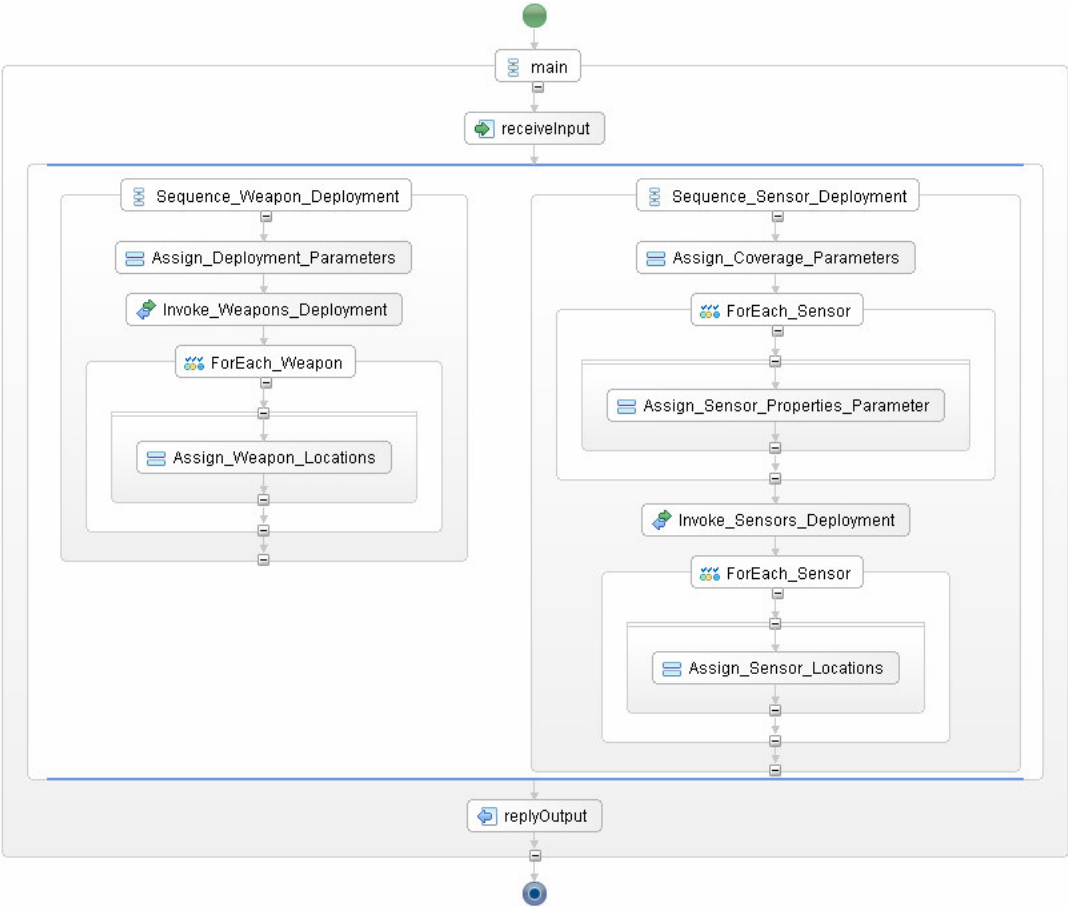 main
receiveInput
Sequence_Weapon_Deployment
Assign_Deployment_Parameters
Invoke_Weapons_Deployment
ForEach_Weapon
Assign_Weapon_Locations
Sequence_Sensor_Deployment
Assign_Coverage_Parameters
ForEach_Sensor
Assign_Sensor_Properties_Parameter
Invoke_Sensors_Deployment
ForEach_Sensor
Assign_Sensor_Locations
replyOutput